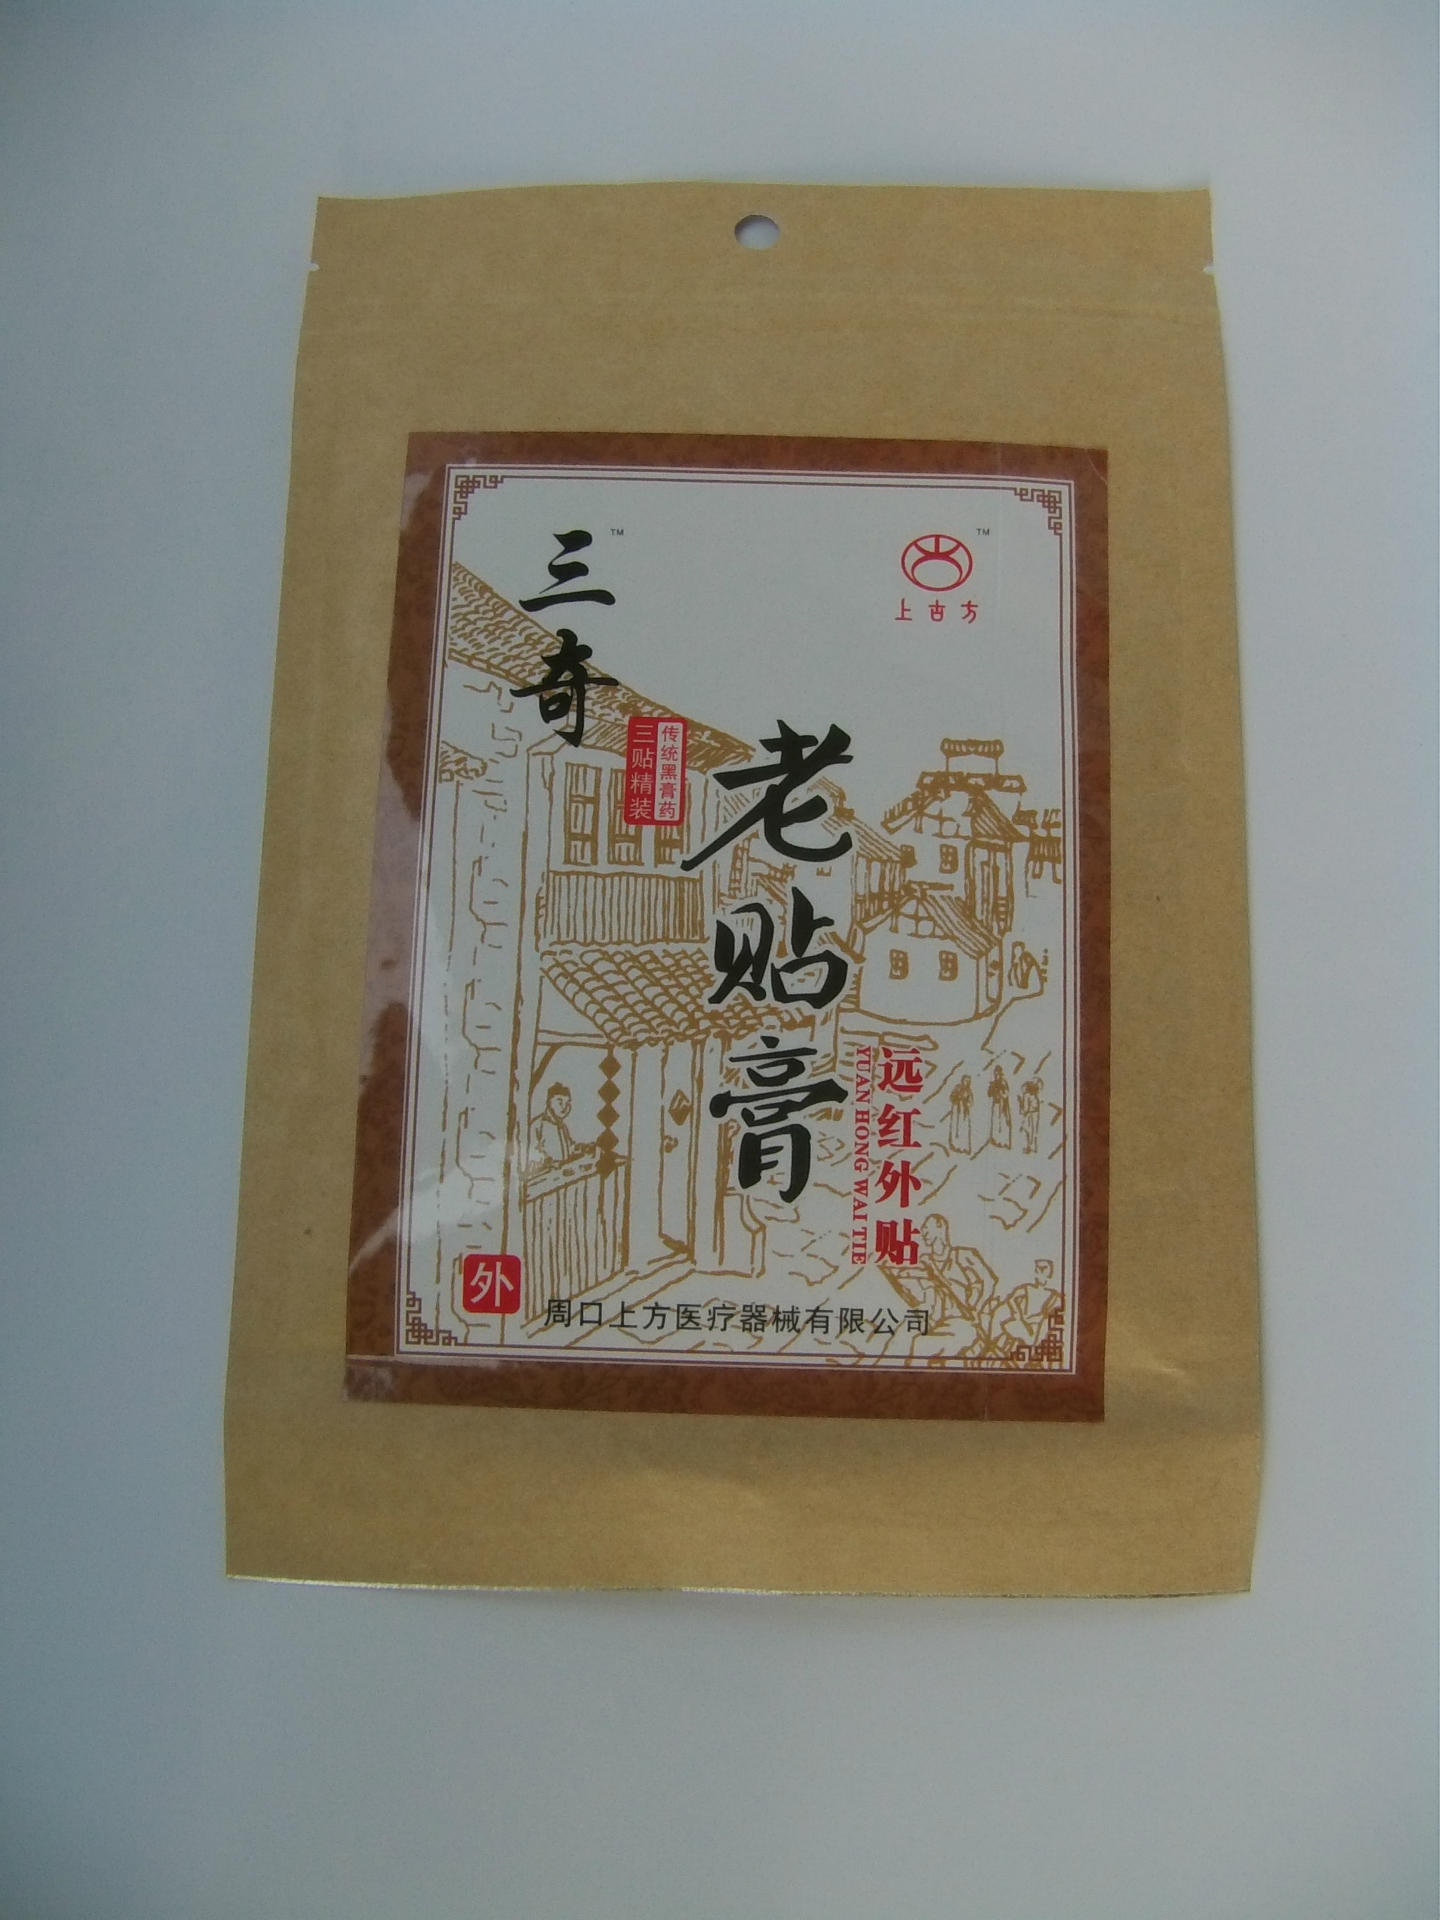 三奇
TM
TM
上古方
传统黑膏药
三贴精装
老贴膏
远红外贴
YUAN HONG WAI TIE
外
周口上方医疗器械有限公司